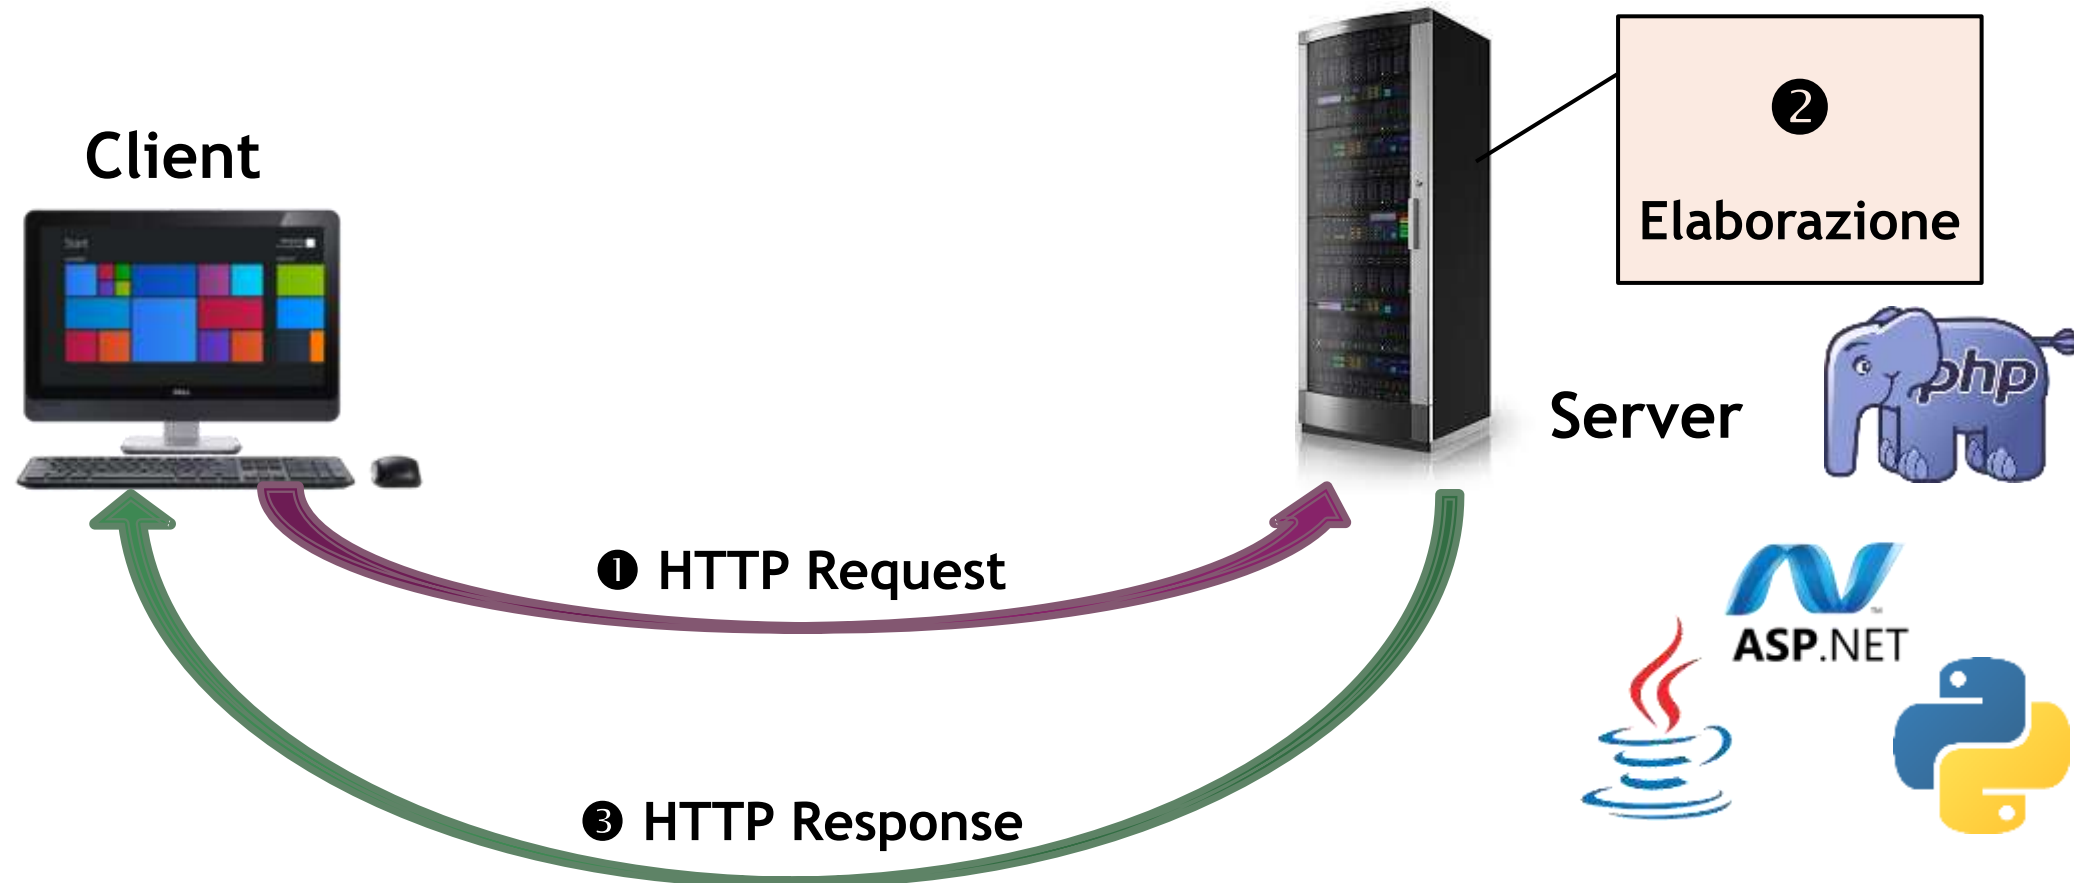 Client
❷
Elaborazione
Server
php
❶ HTTP Request
ASP.NET
❸ HTTP Response